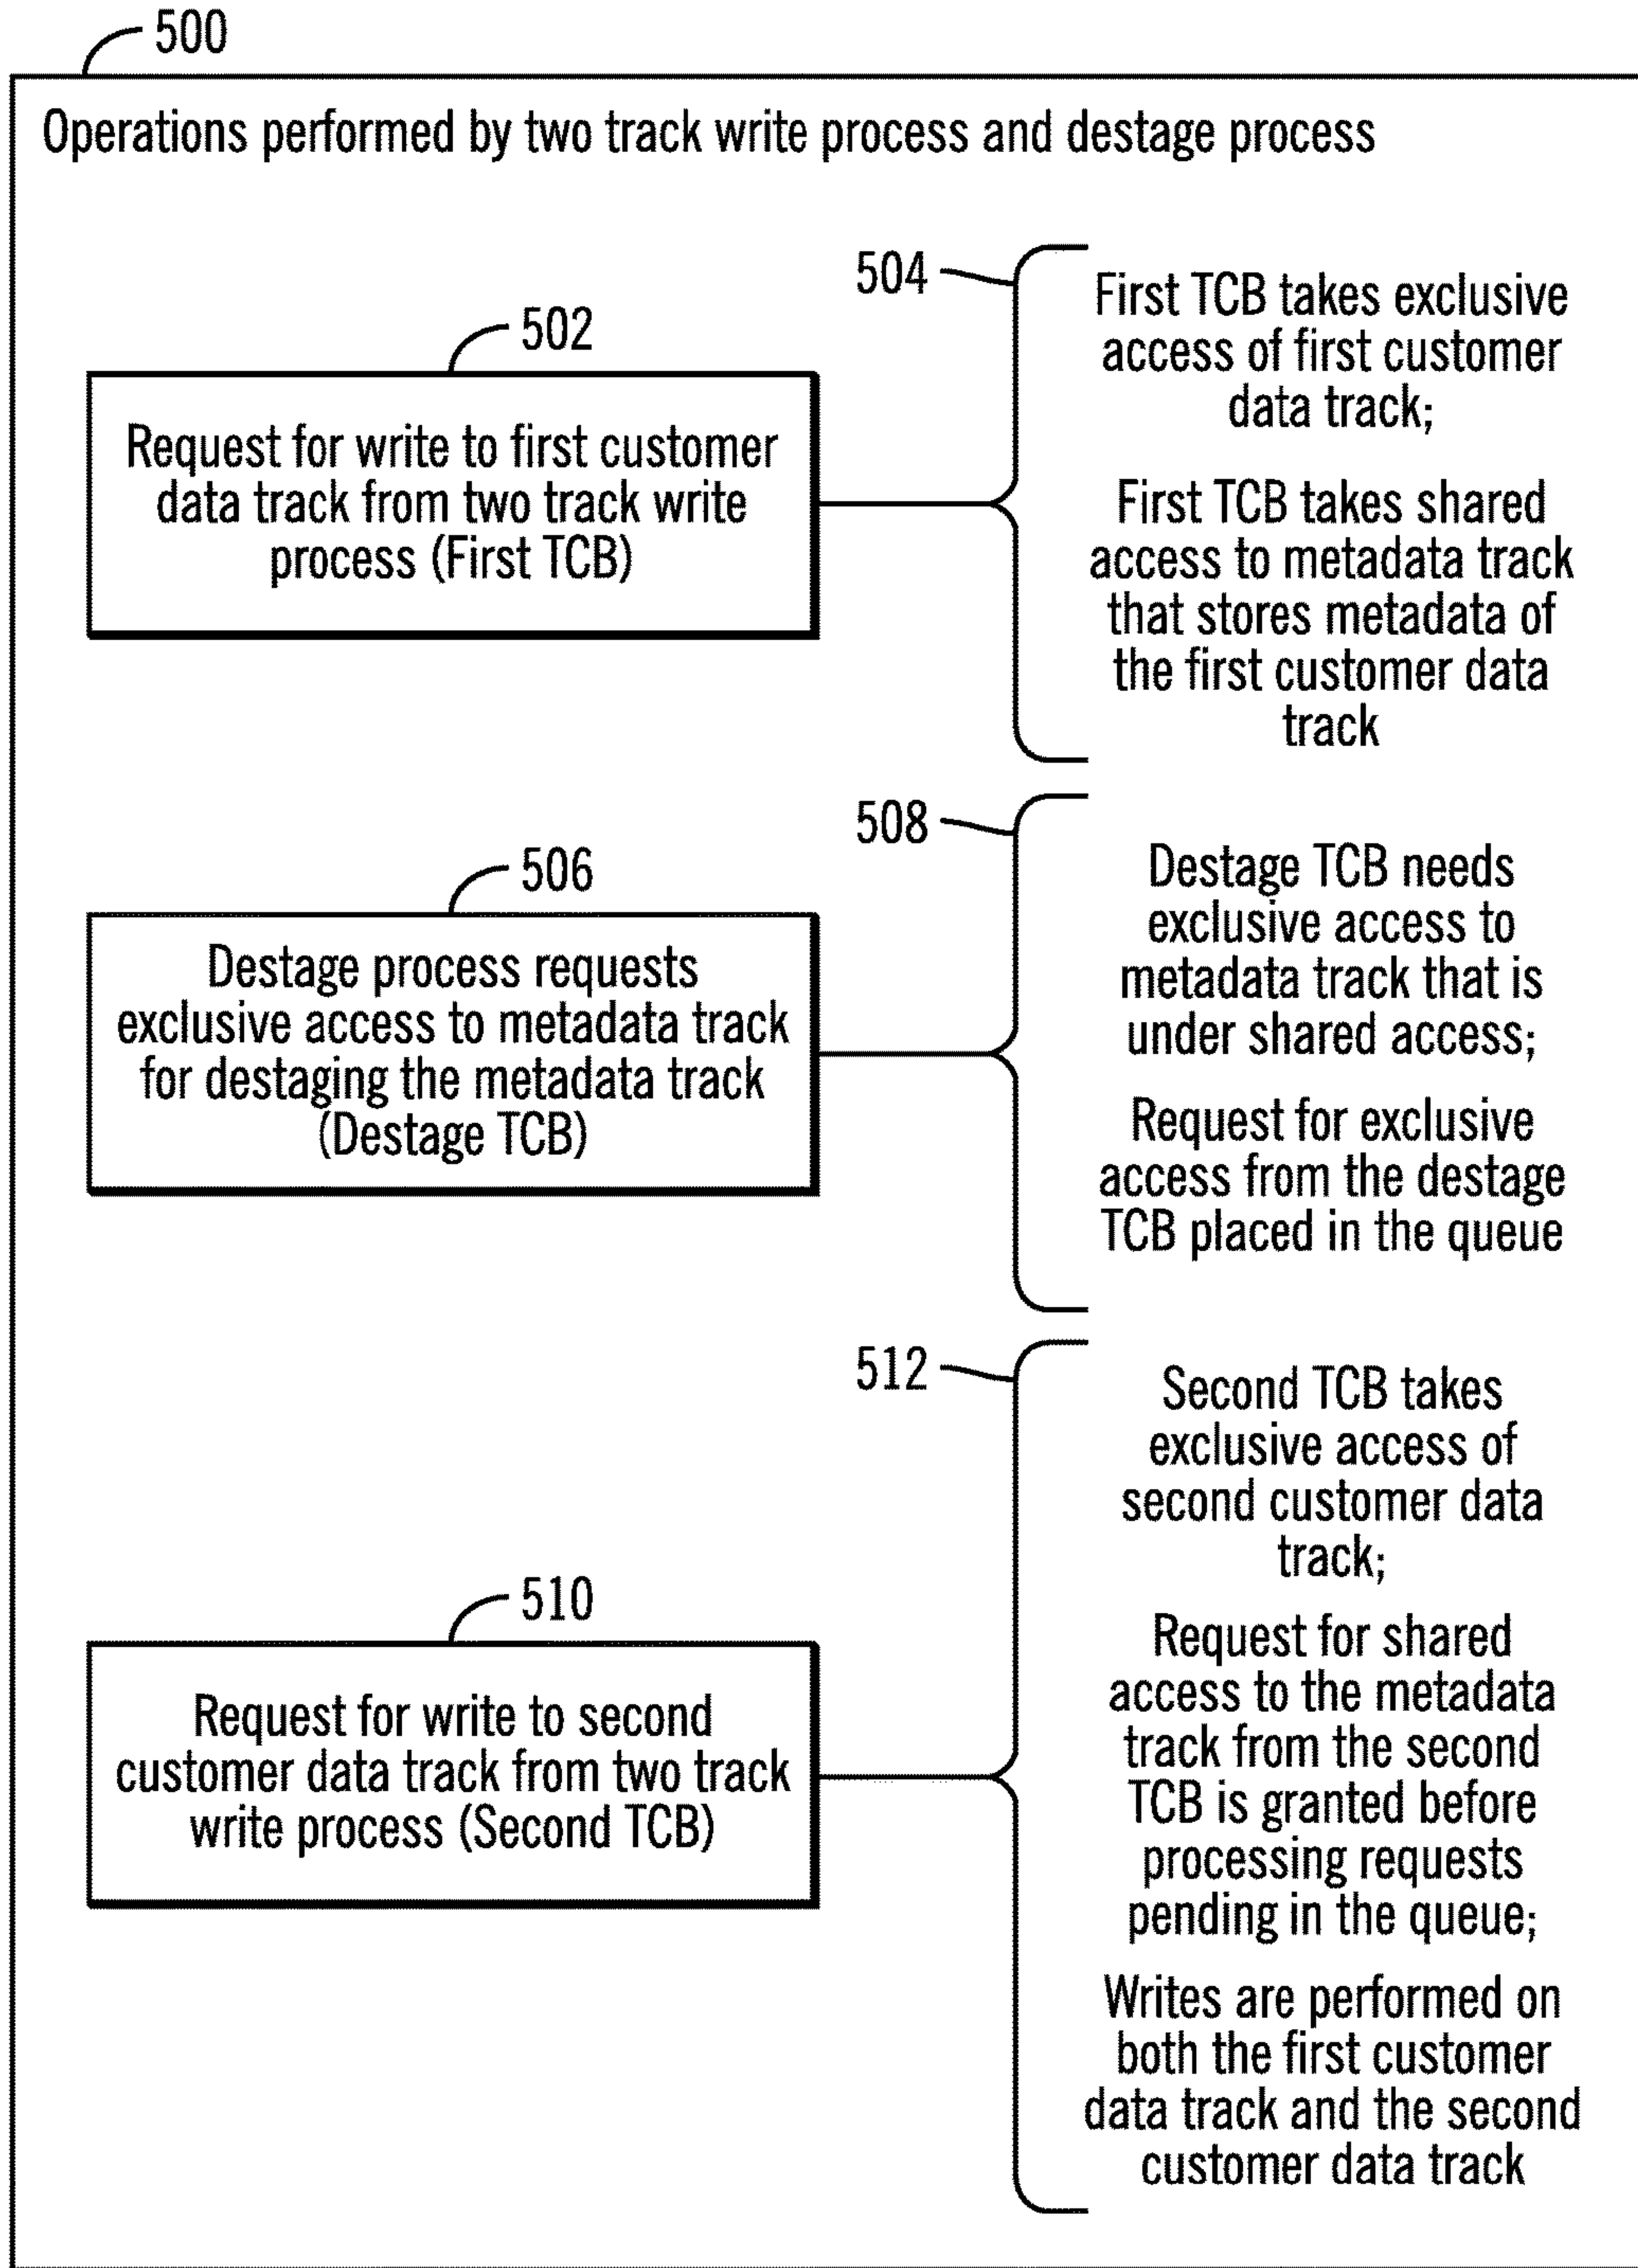 500
Operations performed by two track write process and destage process
502
Request for write to first customer
data track from two track write
process (First TCB)
504
First TCB takes exclusive
access of first customer
data track;
First TCB takes shared
access to metadata track
that stores metadata of
the first customer data
track
506
Destage process requests
exclusive access to metadata track
for destaging the metadata track
(Destage TCB)
508
Destage TCB needs
exclusive access to
metadata track that is
under shared access;
Request for exclusive
access from the destage
TCB placed in the queue
510
Request for write to second
customer data track from two track
write process (Second TCB)
512
Second TCB takes
exclusive access of
second customer data
track;
Request for shared
access to the metadata
track from the second
TCB is granted before
processing requests
pending in the queue;
Writes are performed on
both the first customer
data track and the second
customer data track